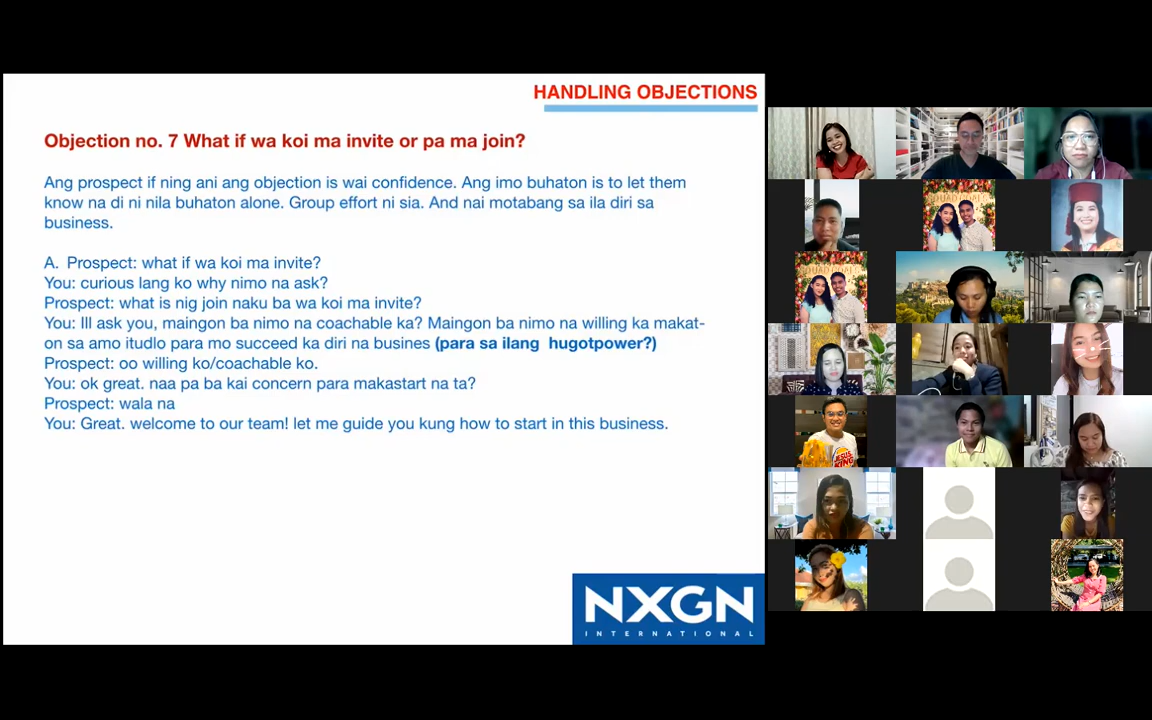 HANDLING OBJECTIONS
Objection no. 7 What if wa koi ma invite or pa ma join?
Ang prospect if ning ani ang objection is wai confidence. Ang imo buhaton is to let them
know na di ni nila buhaton alone. Group effort ni sia. And nai motabang sa ila diri sa
business.
A. Prospect: what if wa koi ma invite?
You: curious lang ko why nimo na ask?
Prospect: what is nig join naku ba wa koi ma invite?
You: Ill ask you, maingon ba nimo na coachable ka? Maingon ba nimo na willing ka makat-
on sa amo itudlo para mo succeed ka diri na busines (para sa ilang hugotpower?)
Prospect: oo willing ko/coachable ko.
You: ok great. naa pa ba kai concern para makastart na ta?
Prospect: wala na
You: Great. welcome to our team! let me guide you kung how to start in this business.
NXGN
INTERNATIONAL
JESUS
KING